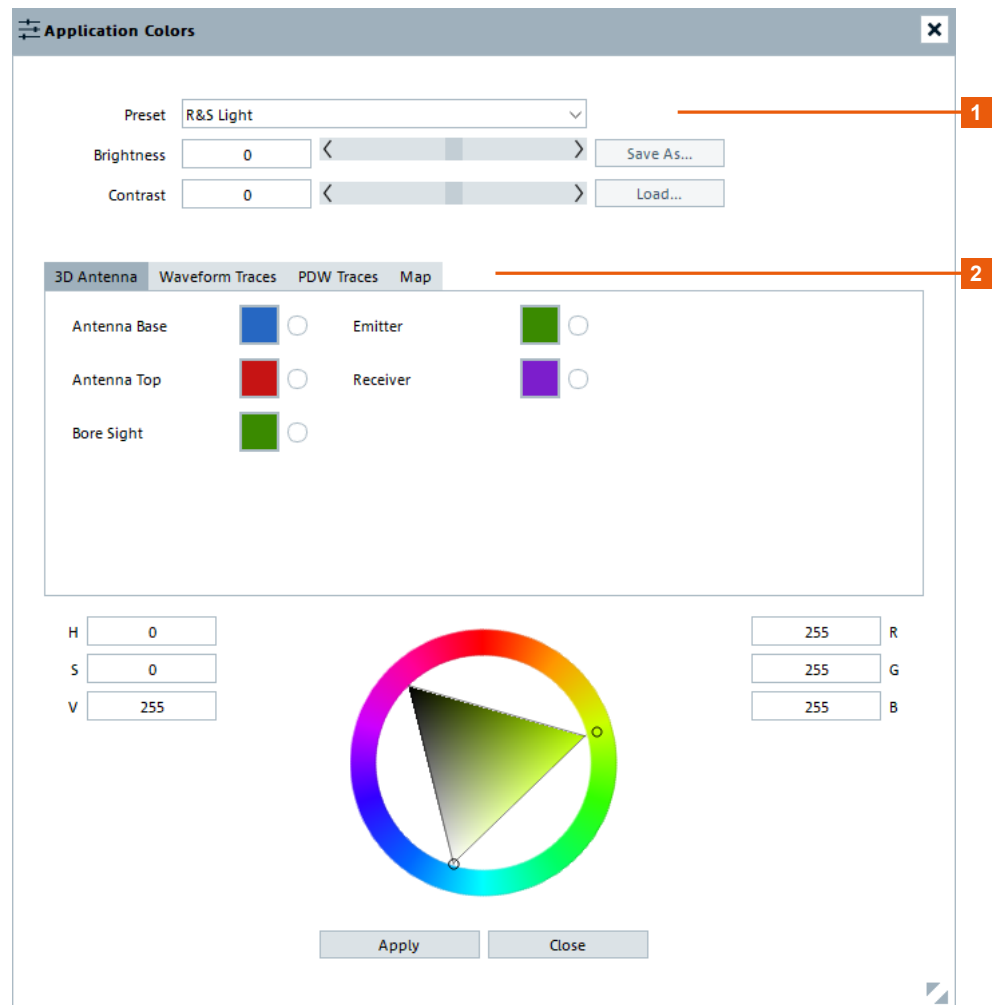 Application Colors
Preset R&S Light 1
Brightness 0 Save As...
Contrast 0 Load...
3D Antenna Waveform Traces PDW Traces Map 2
Antenna Base Emitter
Antenna Top Receiver
Bore Sight
H 0 255 R
S 0 255 G
V 255 255 B
Apply Close